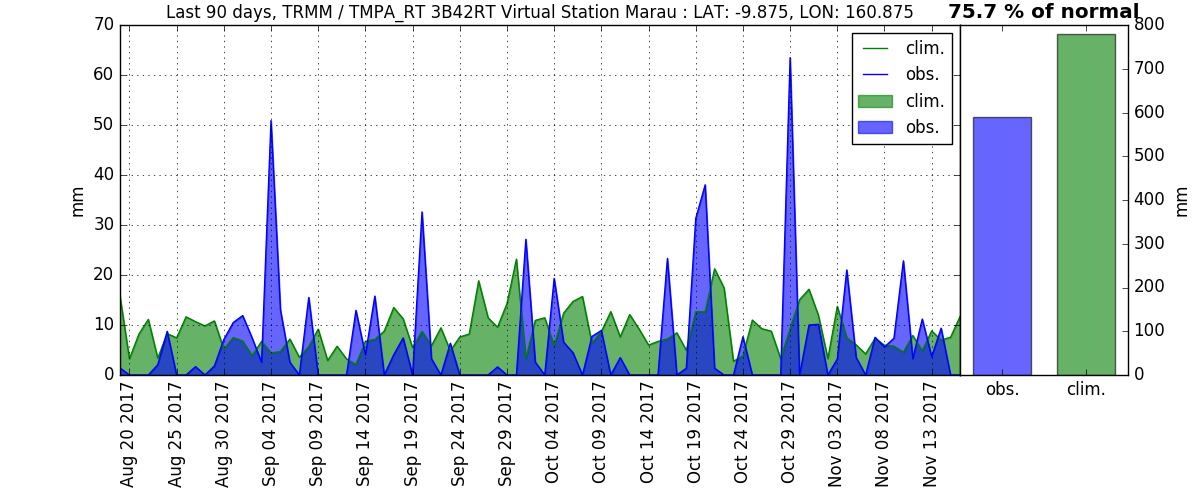 Last 90 days, TRMM / TMPA_RT 3B42RT Virtual Station Marau : LAT: -9.875, LON: 160.875
75.7 % of normal
70
60
50
40
30
20
10
0
mm
clim.
obs.
clim.
obs.
Aug 20 2017
Aug 25 2017
Aug 30 2017
Sep 04 2017
Sep 09 2017
Sep 14 2017
Sep 19 2017
Sep 24 2017
Sep 29 2017
Oct 04 2017
Oct 09 2017
Oct 14 2017
Oct 19 2017
Oct 24 2017
Oct 29 2017
Nov 03 2017
Nov 08 2017
Nov 13 2017
800
700
600
500
400
300
200
100
0
mm
obs.
clim.